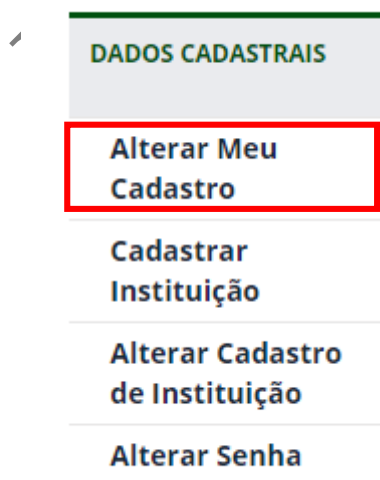 DADOS CADASTRAIS
Alterar Meu
Cadastro
Cadastrar
Instituição
Alterar Cadastro
de Instituição
Alterar Senha